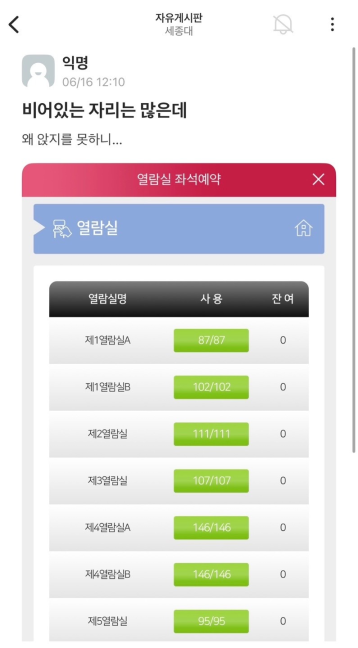 자유게시판
세종대
익명
06/16 12:10
비어있는 자리는 많은데
왜 앉지를 못하니...
열람실 좌석예약
열람실
열람실명 사용 잔여
제1열람실A 87/87 0
제1열람실B 102/102 0
제2열람실 111/111 0
제3열람실 107/107 0
제4열람실A 146/146 0
제4열람실B 146/146 0
제5열람실 95/95 0